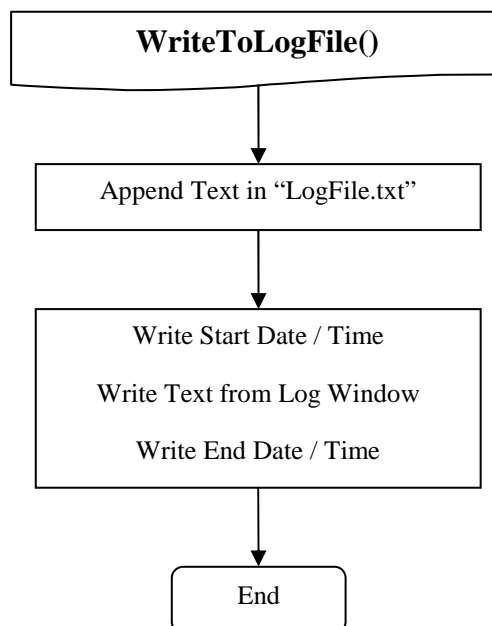 WriteToLogFile()
Append Text in “LogFile.txt”
Write Start Date / Time
Write Text from Log Window
Write End Date / Time
End